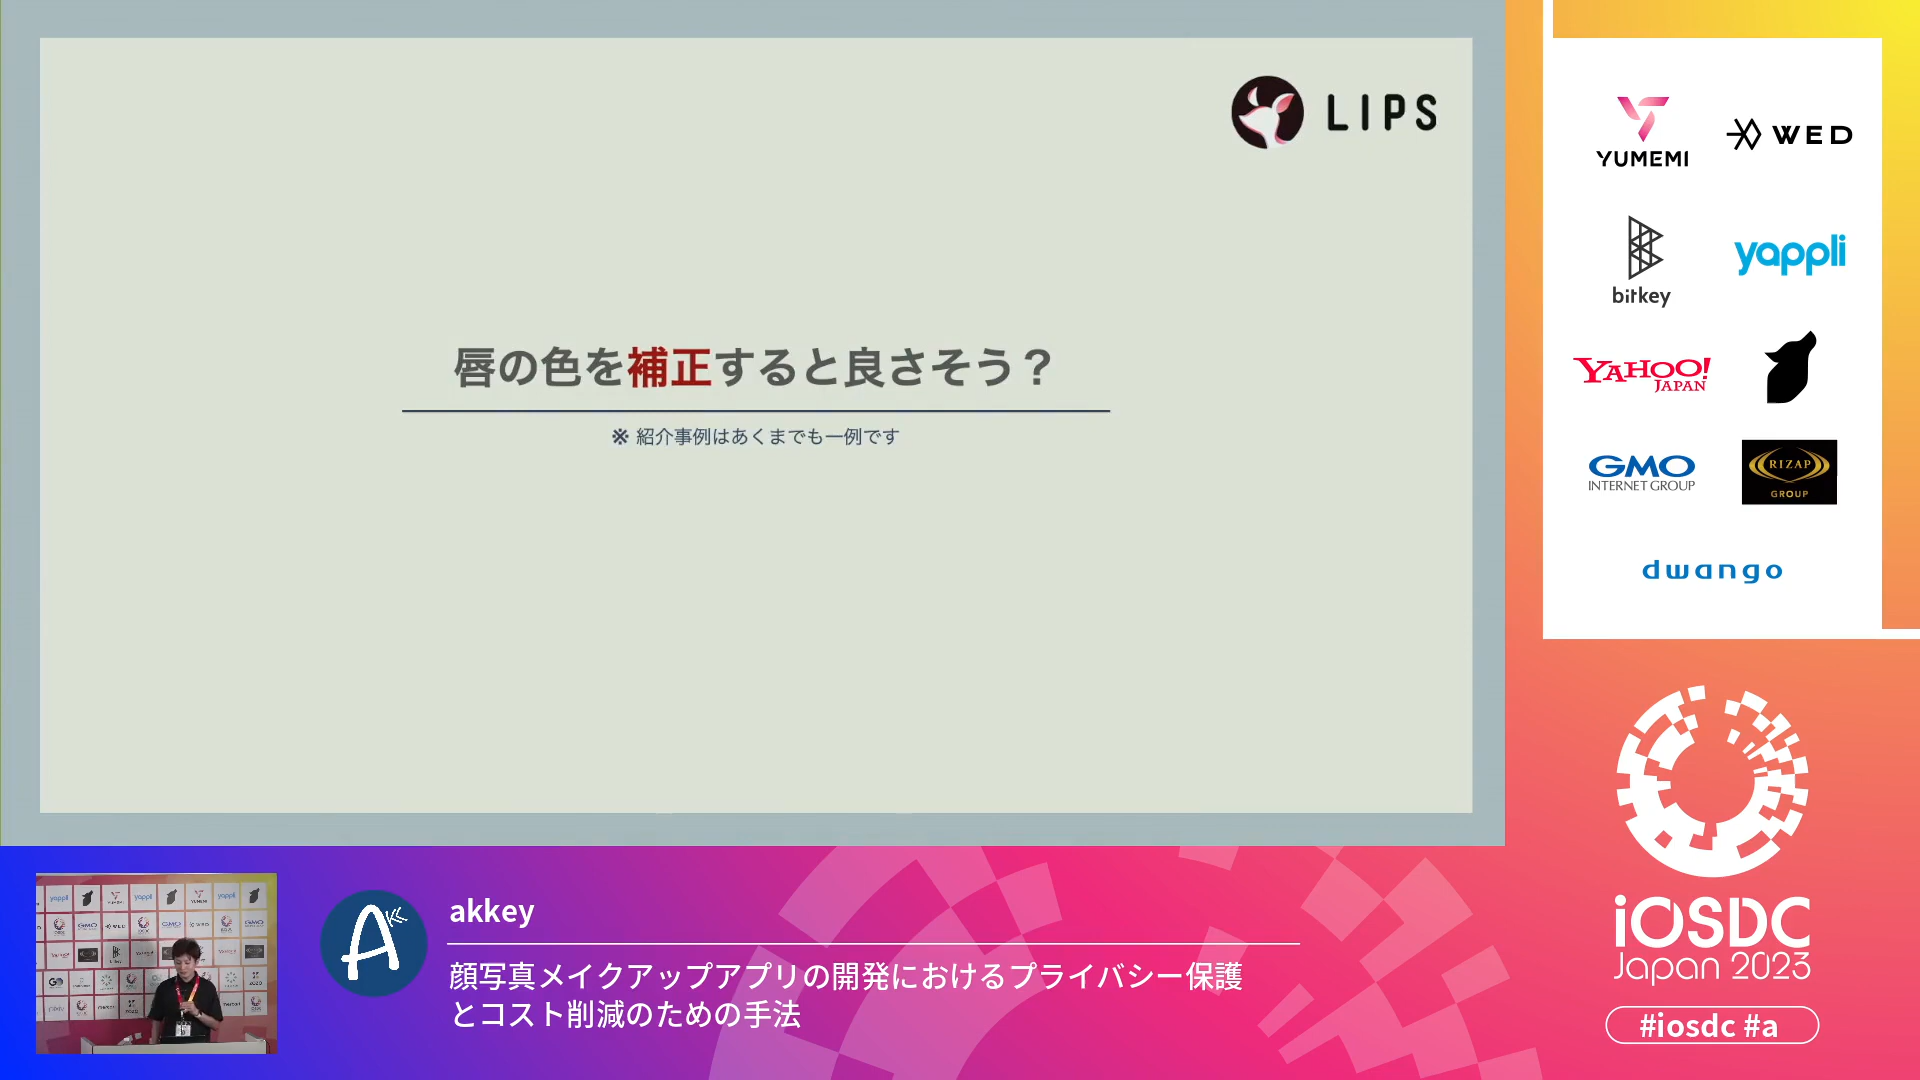 LIPS
唇の色を補正すると良さそう？
※ 紹介事例はあくまでも一例です
YUMEMI
WED
bitkey
yappli
YAHOO!
JAPAN
GMO
INTERNET GROUP
RIZAP
GROUP
dwango
iOSDC
Japan 2023
#iosdc #a
akkey
顔写真メイクアップアプリの開発におけるプライバシー保護
とコスト削減のための手法